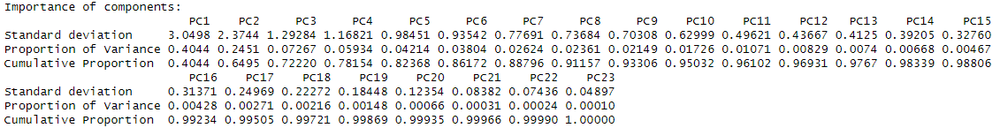 Importance of components:
PC1 PC2 PC3 PC4 PC5 PC6 PC7 PC8 PC9 PC10 PC11 PC12 PC13 PC14 PC15
Standard deviation 3.0498 2.3744 1.29284 1.16821 0.98451 0.93542 0.77691 0.73684 0.70308 0.62999 0.49621 0.43667 0.4125 0.39205 0.32760
Proportion of Variance 0.4044 0.2451 0.07267 0.05934 0.04214 0.03804 0.02624 0.02361 0.02149 0.01726 0.01071 0.00829 0.0074 0.00668 0.00467
Cumulative Proportion 0.4044 0.6495 0.72220 0.78154 0.82368 0.86172 0.88796 0.91157 0.93306 0.95032 0.96102 0.96931 0.9767 0.98339 0.98806
PC16 PC17 PC18 PC19 PC20 PC21 PC22 PC23
Standard deviation 0.31371 0.24969 0.22272 0.18448 0.12354 0.08382 0.07436 0.04897
Proportion of Variance 0.00428 0.00271 0.00216 0.00148 0.00066 0.00031 0.00024 0.00010
Cumulative Proportion 0.99234 0.99505 0.99721 0.99869 0.99935 0.99966 0.99990 1.00000